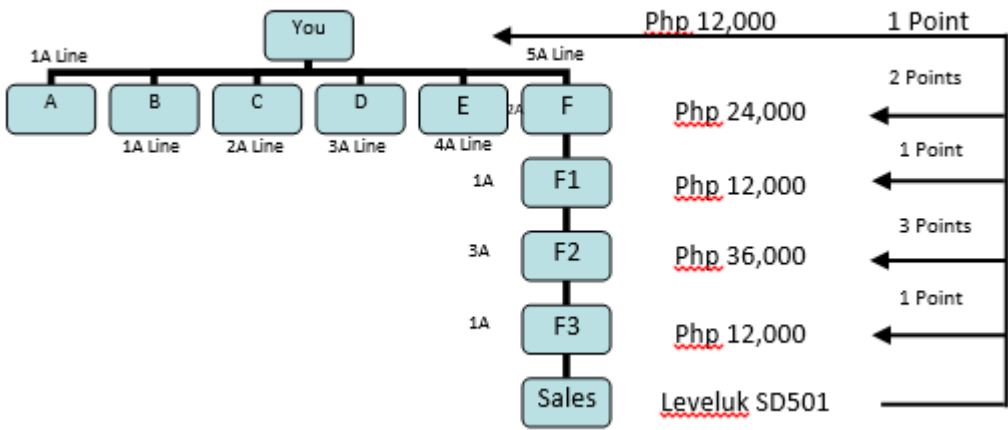 You
Php 12,000
1 Point
1A Line
5A Line
A
B
C
D
E
2A
F
Php 24,000
2 Points
1A Line
2A Line
3A Line
4A Line
1A
F1
Php 12,000
1 Point
3A
F2
Php 36,000
3 Points
1A
F3
Php 12,000
1 Point
Sales
Leveluk SD501